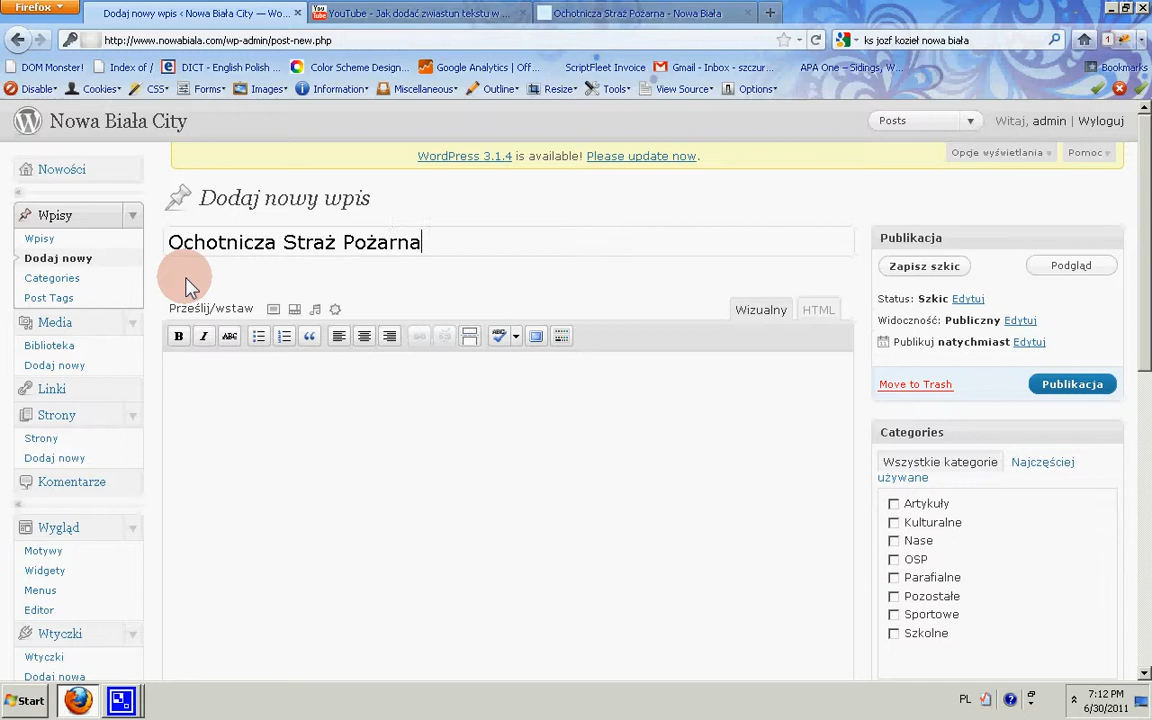 Firefox
Dodaj nowy wpis ‹ Nowa Biała City — Wo...
YouTube - Jak dodać zwiastun tekstu w ...
Ochotnicza Straż Pożarna - Nowa Biała
http://www.nowabiala.com/wp-admin/post-new.php
ks jozf kozieł nowa biała
1
DOM Monster!
Index of /
DICT - English Polish ...
Color Scheme Design...
Google Analytics | Off...
ScriptFleet Invoice
Gmail - Inbox - szczur...
APA One – Sidings, W...
Bookmarks
Disable
Cookies
CSS
Forms
Images
Information
Miscellaneous
Outline
Resize
Tools
View Source
Options
Nowa Biała City
Posts
Witaj, admin | Wyloguj
WordPress 3.1.4 is available! Please update now.
Opcje wyświetlania
Pomoc
Nowości
Wpisy
Wpisy
Dodaj nowy
Categories
Post Tags
Media
Biblioteka
Dodaj nowy
Linki
Strony
Strony
Dodaj nowy
Komentarze
Wygląd
Motywy
Widgety
Menus
Editor
Wtyczki
Wtyczki
Dodaj nowa
Dodaj nowy wpis
Ochotnicza Straż Pożarna
Prześlij/wstaw
Wizualny
HTML
B I ABC
ABC
Publikacja
Zapisz szkic
Podgląd
Status: Szkic Edytuj
Widoczność: Publiczny Edytuj
Publikuj natychmiast Edytuj
Move to Trash
Publikacja
Categories
Wszystkie kategorie
Najczęściej
używane
Artykuły
Kulturalne
Nase
OSP
Parafialne
Pozostałe
Sportowe
Szkolne
Start
PL
7:12 PM
6/30/2011